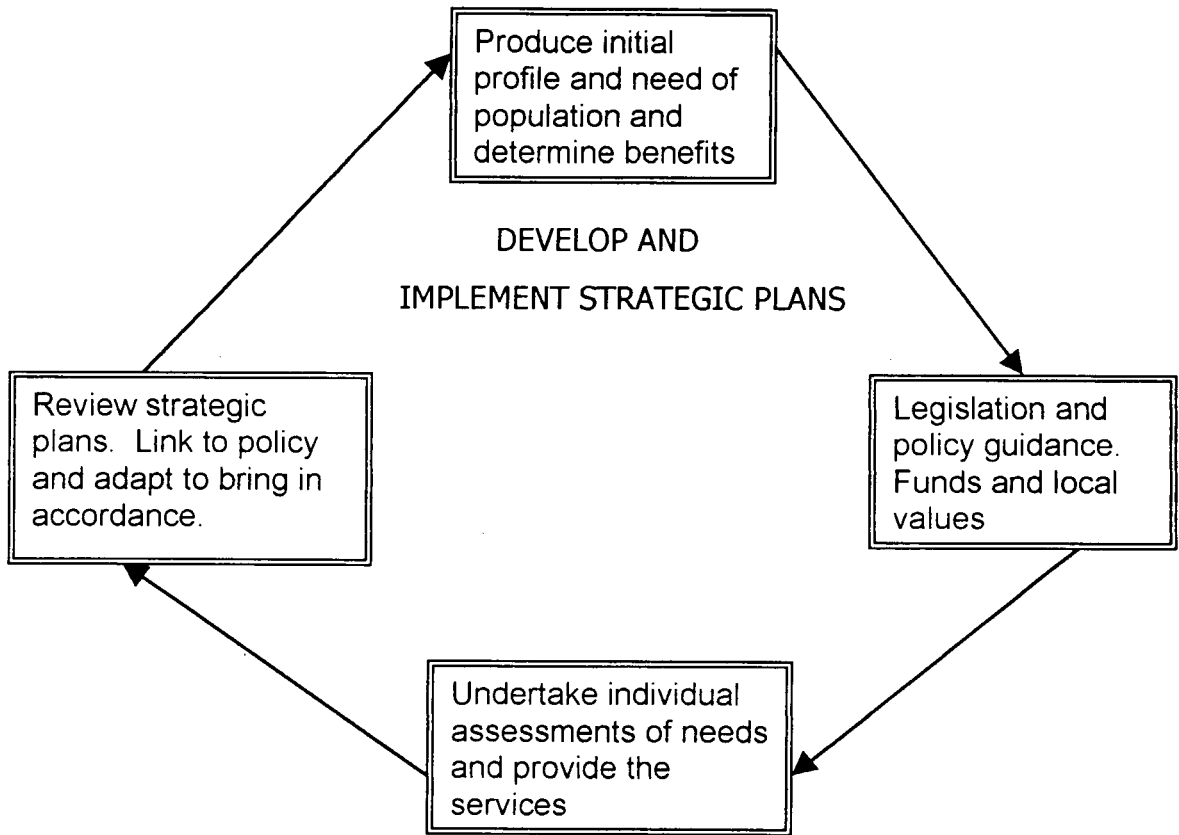 Produce initial
profile and need of
population and
determine benefits
DEVELOP AND
IMPLEMENT STRATEGIC PLANS
Review strategic
plans. Link to policy
and adapt to bring in
accordance.
Legislation and
policy guidance.
Funds and local
values
Undertake individual
assessments of needs
and provide the
services